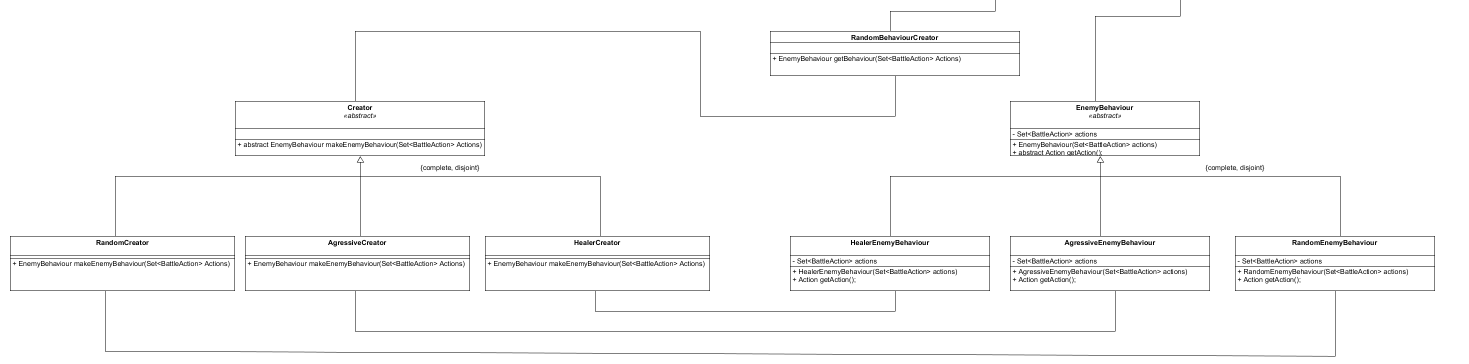 RandomBehaviourCreator
+ EnemyBehaviour getBehaviour(Set<BattleAction> Actions)
Creator
«abstract»
+ abstract EnemyBehaviour makeEnemyBehaviour(Set<BattleAction> Actions)
EnemyBehaviour
«abstract»
- Set<BattleAction> actions
+ EnemyBehaviour(Set<BattleAction> actions)
+ abstract Action getAction();
{complete, disjoint}
{complete, disjoint}
RandomCreator
+ EnemyBehaviour makeEnemyBehaviour(Set<BattleAction> Actions)
AgressiveCreator
+ EnemyBehaviour makeEnemyBehaviour(Set<BattleAction> Actions)
HealerCreator
+ EnemyBehaviour makeEnemyBehaviour(Set<BattleAction> Actions)
HealerEnemyBehaviour
- Set<BattleAction> actions
+ HealerEnemyBehaviour(Set<BattleAction> actions)
+ Action getAction();
AgressiveEnemyBehaviour
- Set<BattleAction> actions
+ AgressiveEnemyBehaviour(Set<BattleAction> actions)
+ Action getAction();
RandomEnemyBehaviour
- Set<BattleAction> actions
+ RandomEnemyBehaviour(Set<BattleAction> actions)
+ Action getAction();